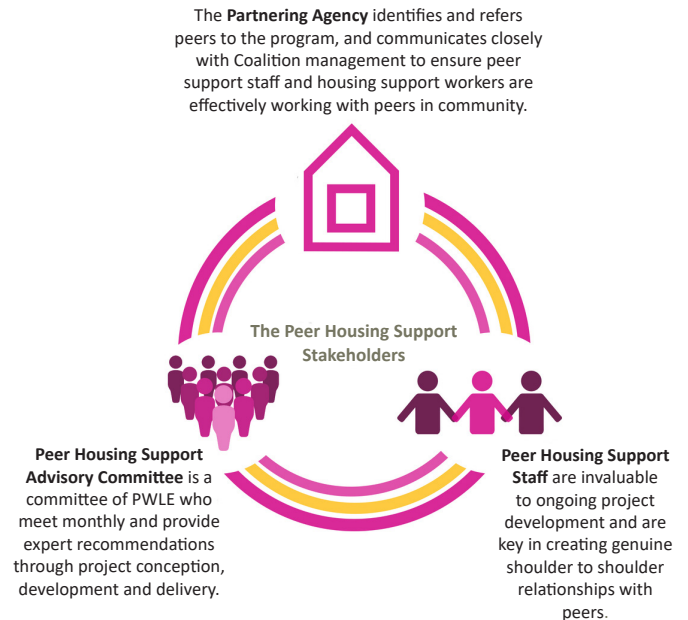 The Partnering Agency identifies and refers
peers to the program, and communicates closely
with Coalition management to ensure peer
support staff and housing support workers are
effectively working with peers in community.
The Peer Housing Support
Stakeholders
Peer Housing Support
Advisory Committee is a
committee of PWLE who
meet monthly and provide
expert recommendations
through project conception,
development and delivery.
Peer Housing Support
Staff are invaluable
to ongoing project
development and are
key in creating genuine
shoulder to shoulder
relationships with
peers.